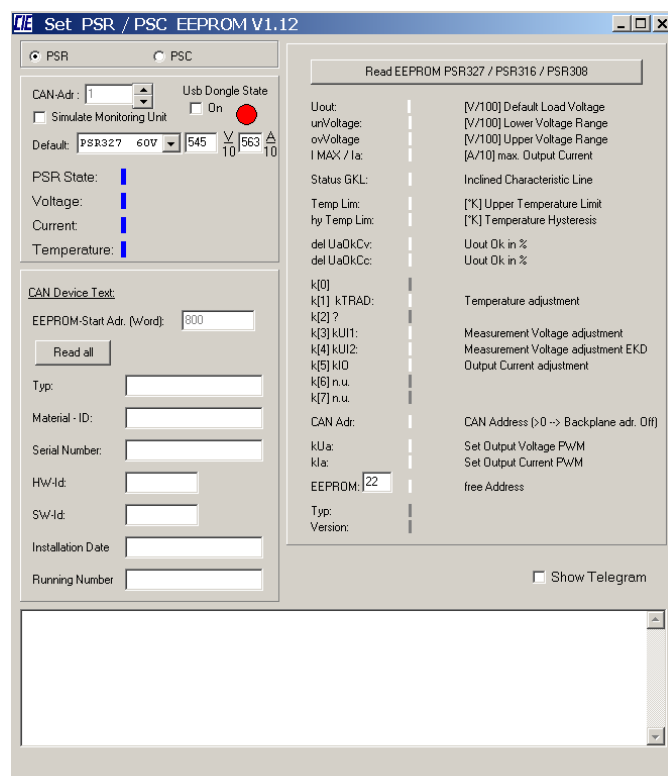 CIE Set PSR / PSC EEPROM V1.12
PSR
PSC
CAN-Adr :
1
Usb Dongle State
On
Simulate Monitoring Unit
Default:
PSR327 60V
545
V
10
563
A
10
PSR State:
Voltage:
Current:
Temperature:
CAN Device Text:
EEPROM-Start Adr. (Word):
800
Read all
Typ:
Material - ID:
Serial Number:
HW-Id:
SW-Id:
Installation Date
Running Number
Read EEPROM PSR327 / PSR316 / PSR308
Uout: [V/100] Default Load Voltage
unVoltage: [V/100] Lower Voltage Range
ovVoltage [V/100] Upper Voltage Range
I MAX / Ia: [A/10] max. Output Current
Status GKL: Inclined Characteristic Line
Temp Lim: [°K] Upper Temperature Limit
hy Temp Lim: [°K] Temperature Hysteresis
del UaOkCv: Uout Ok in %
del UaOkCc: Uout Ok in %
k[0]
k[1] kTRAD: Temperature adjustment
k[2] ?
k[3] kUI1: Measurement Voltage adjustment
k[4] kUI2: Measurement Voltage adjustment EKD
k[5] kIO Output Current adjustment
k[6] n.u.
k[7] n.u.
CAN Adr: CAN Address (>0 --> Backplane adr. Off)
kUa: Set Output Voltage PWM
kIa: Set Output Current PWM
EEPROM: 22 free Address
Typ:
Version:
Show Telegram